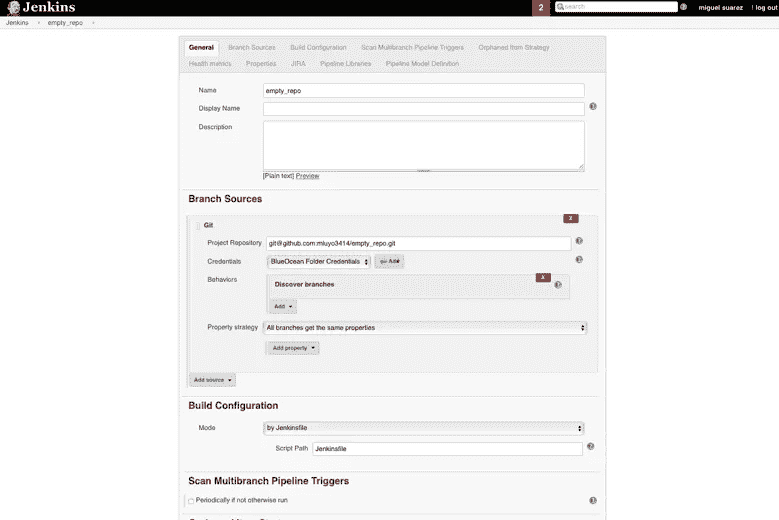 Jenkins
2
search
miguel suarez
log out
Jenkins
empty_repo
General
Branch Sources
Build Configuration
Scan Multibranch Pipeline Triggers
Orphaned Item Strategy
Health metrics
Properties
JIRA
Pipeline Libraries
Pipeline Model Definition
Name
empty_repo
Display Name
Description
[Plain text] Preview
Branch Sources
X
Git
Project Repository
git@github.com:miuyo3414/empty_repo.git
Credentials
BlueOcean Folder Credentials
Add
Behaviors
X
Discover branches
Add
Property strategy
All branches get the same properties
Add property
Add source
Build Configuration
Mode
by Jenkinsfile
Script Path
Jenkinsfile
Scan Multibranch Pipeline Triggers
Periodically if not otherwise run